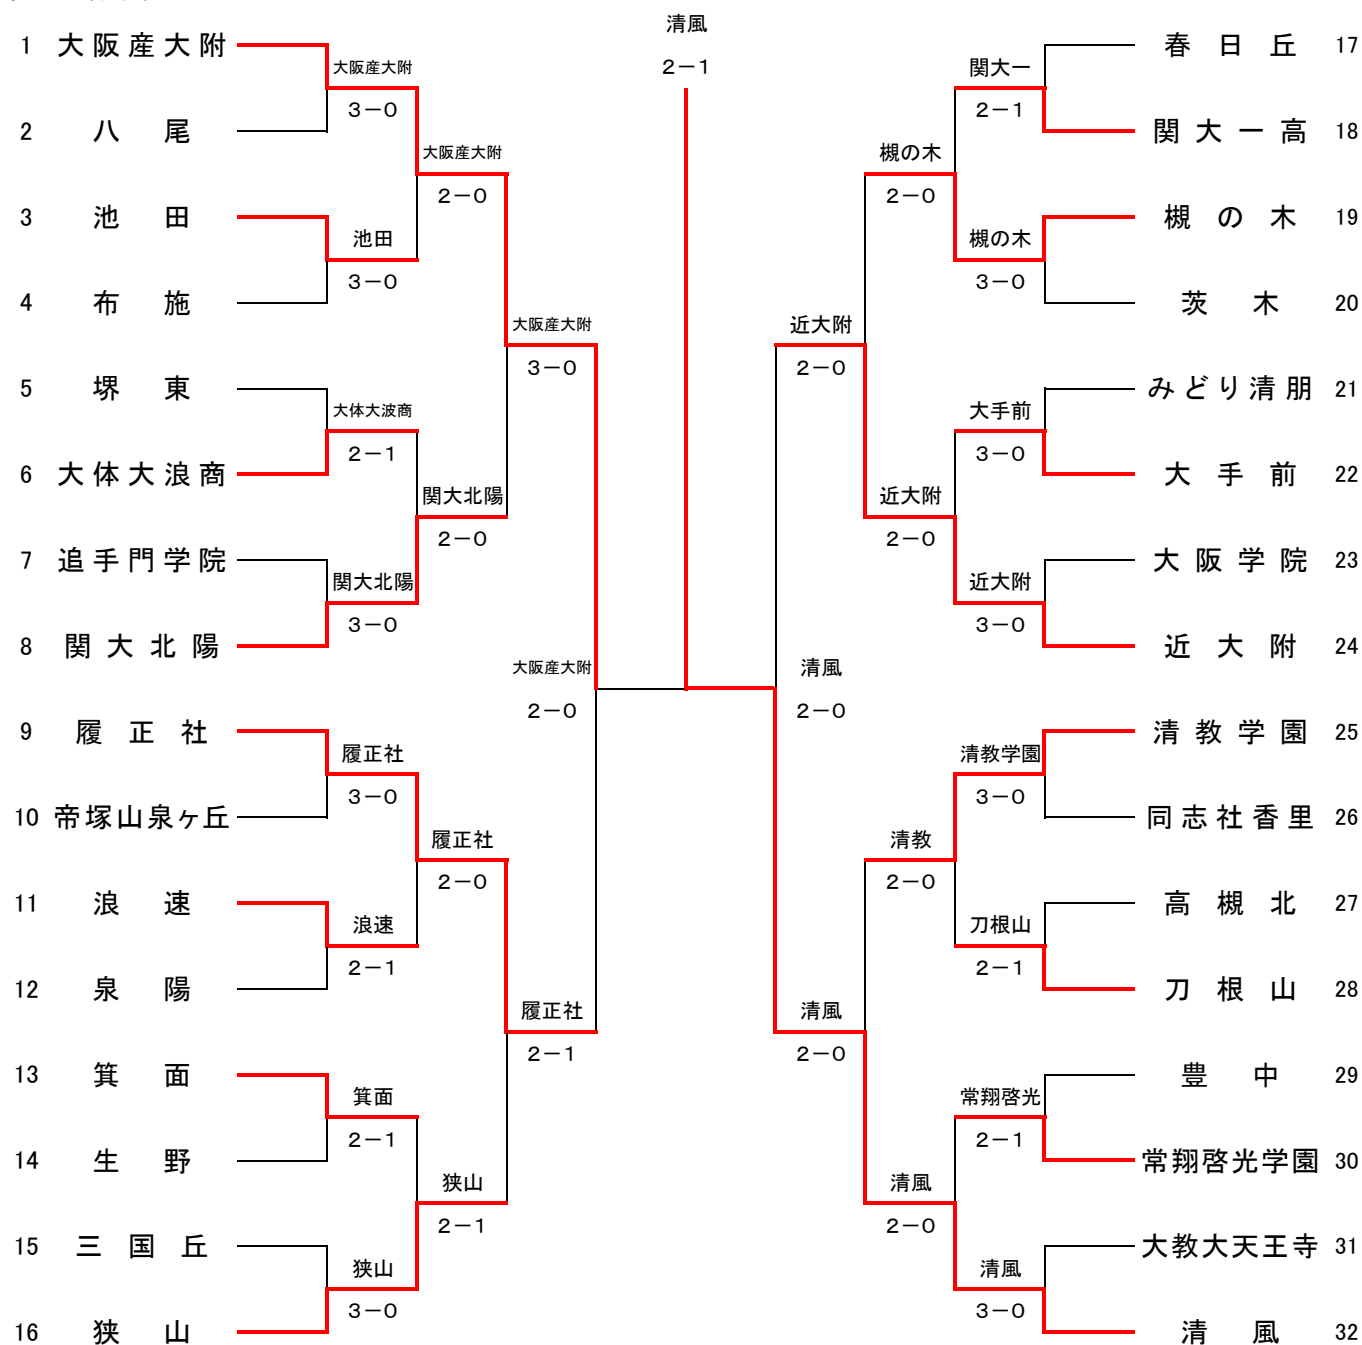 清風
2－1
1 大阪産大附
2 八尾
3 池田
4 布施
5 堺東
6 大体大浪商
7 追手門学院
8 関大北陽
9 履正社
10 帝塚山泉ヶ丘
11 浪速
12 泉陽
13 箕面
14 生野
15 三国丘
16 狭山
大阪産大附
3－0
池田
3－0
大体大波商
2－1
関大北陽
3－0
履正社
3－0
浪速
2－1
箕面
2－1
狭山
3－0
大阪産大附
2－0
関大北陽
2－0
履正社
2－0
狭山
2－1
大阪産大附
3－0
履正社
2－1
大阪産大附
2－0
清風
2－0
近大附
2－0
清風
2－0
槻の木
2－0
近大附
2－0
清教
2－0
清風
2－0
関大一
2－1
槻の木
3－0
大手前
3－0
近大附
3－0
清教学園
3－0
刀根山
2－1
常翔啓光
2－1
清風
3－0
春日丘 17
関大一高 18
槻の木 19
茨木 20
みどり清朋 21
大手前 22
大阪学院 23
近大附 24
清教学園 25
同志社香里 26
高槻北 27
刀根山 28
豊中 29
常翔啓光学園 30
大教大天王寺 31
清風 32